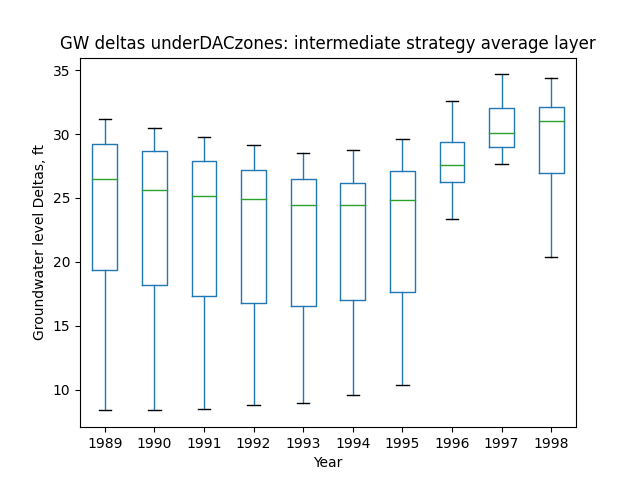 GW deltas underDACzones: intermediate strategy average layer
Groundwater level Deltas, ft
35
30
25
20
15
10
1989 1990 1991 1992 1993 1994 1995 1996 1997 1998
Year